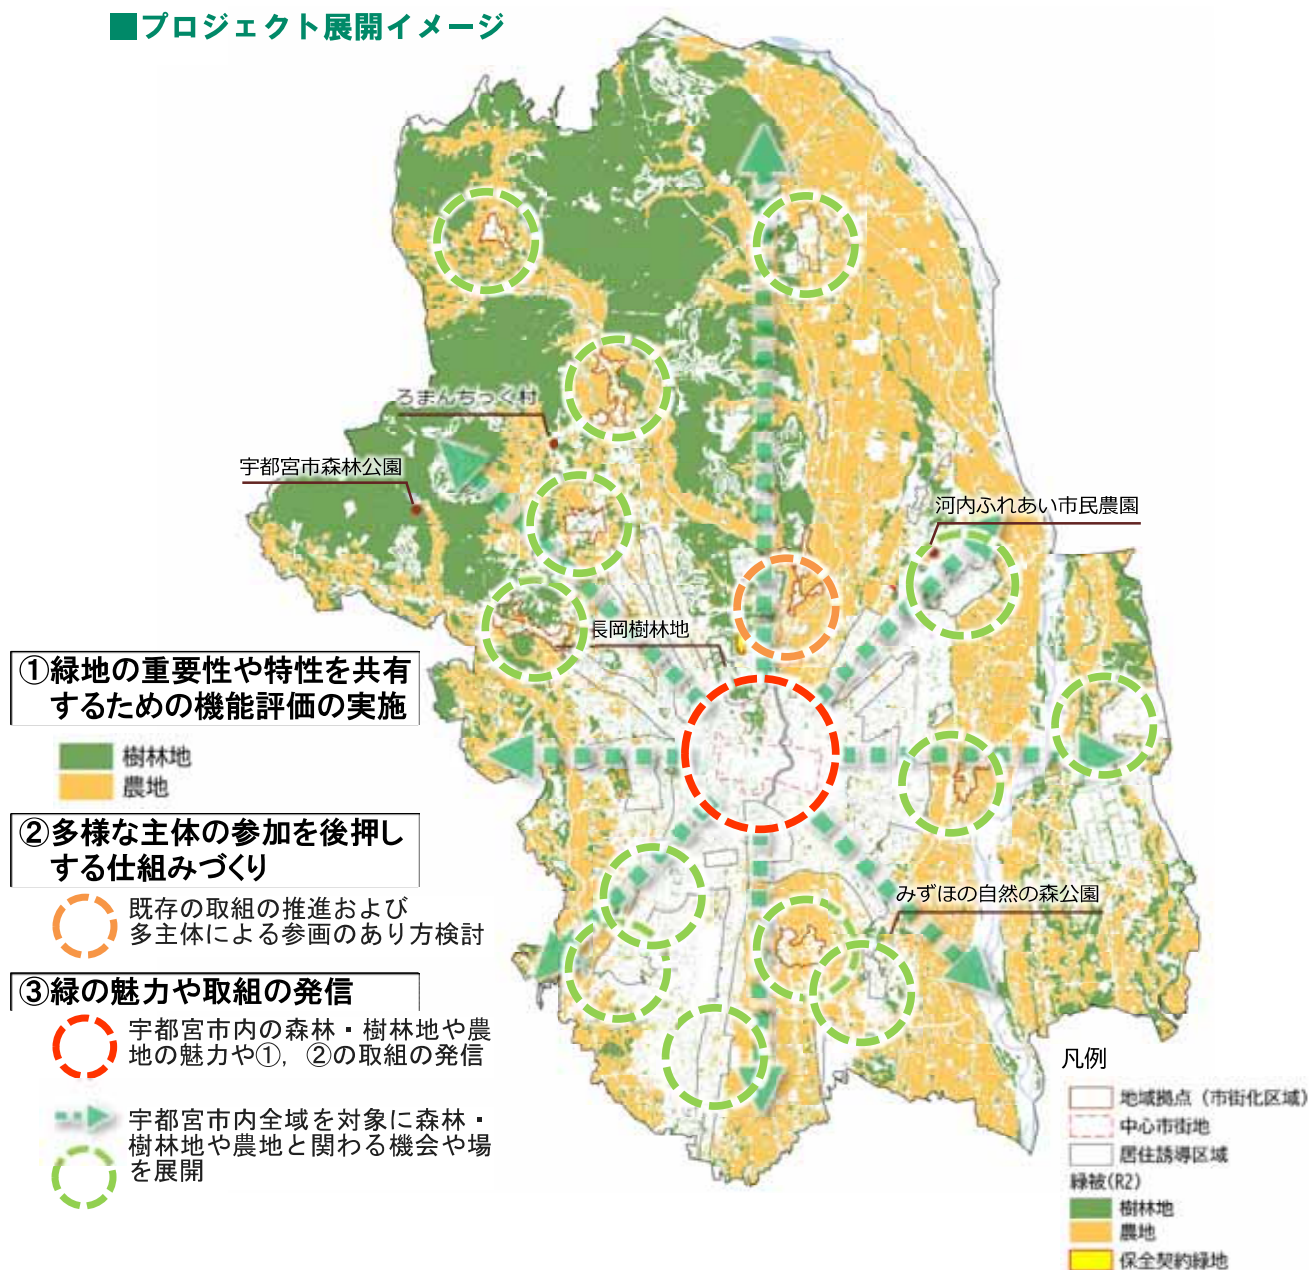 ■プロジェクト展開イメージ
ろまんちっく村
宇都宮市森林公園
河内ふれあい市民農園
長岡樹林地
①緑地の重要性や特性を共有
するための機能評価の実施
樹林地
農地
②多様な主体の参加を後押し
する仕組みづくり
既存の取組の推進および
多主体による参画のあり方検討
みずほの自然の森公園
③緑の魅力や取組の発信
宇都宮市内の森林・樹林地や農
地の魅力や①，②の取組の発信
宇都宮市内全域を対象に森林・
樹林地や農地と関わる機会や場
を展開
凡例
地域拠点（市街化区域）
中心市街地
居住誘導区域
緑被(R2)
樹林地
農地
保全契約緑地